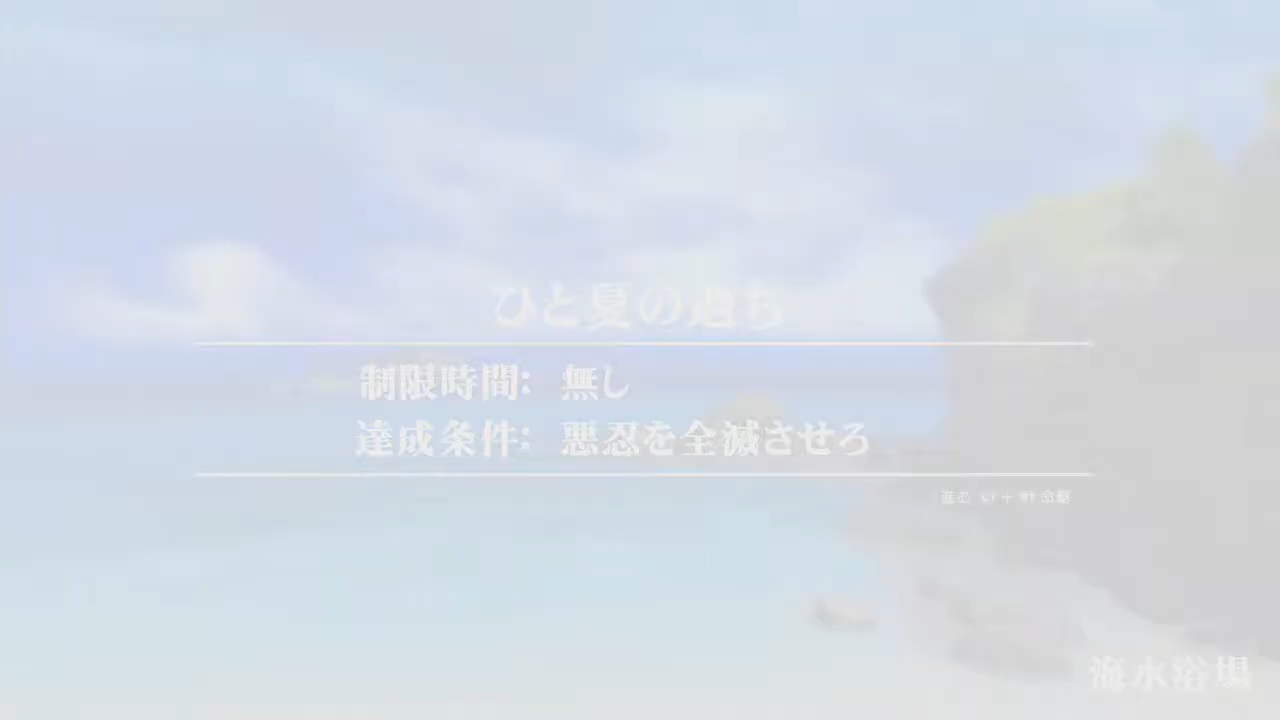 ひと夏の過ち
制限時間: 無し
達成条件: 悪忍を全滅させろ
海水浴場